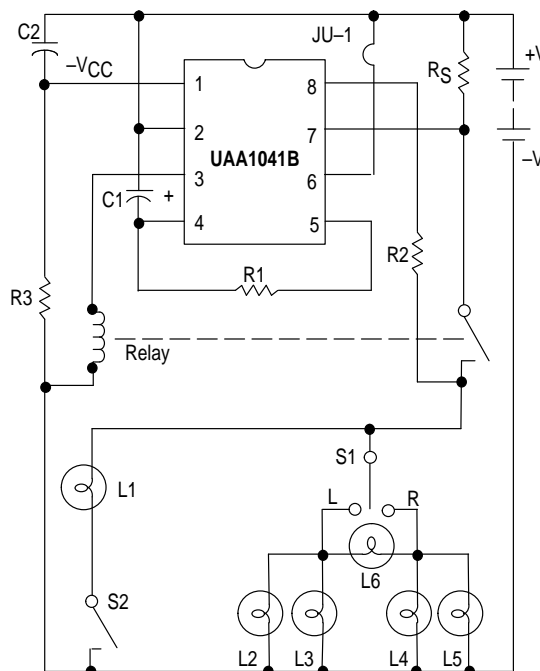 C2
JU–1
–VCC
RS
+V
–V
1
2
3
4
UAA1041B
8
7
6
5
C1
+
R1
R2
R3
Relay
L1
S1
L
R
L6
S2
L2
L3
L4
L5